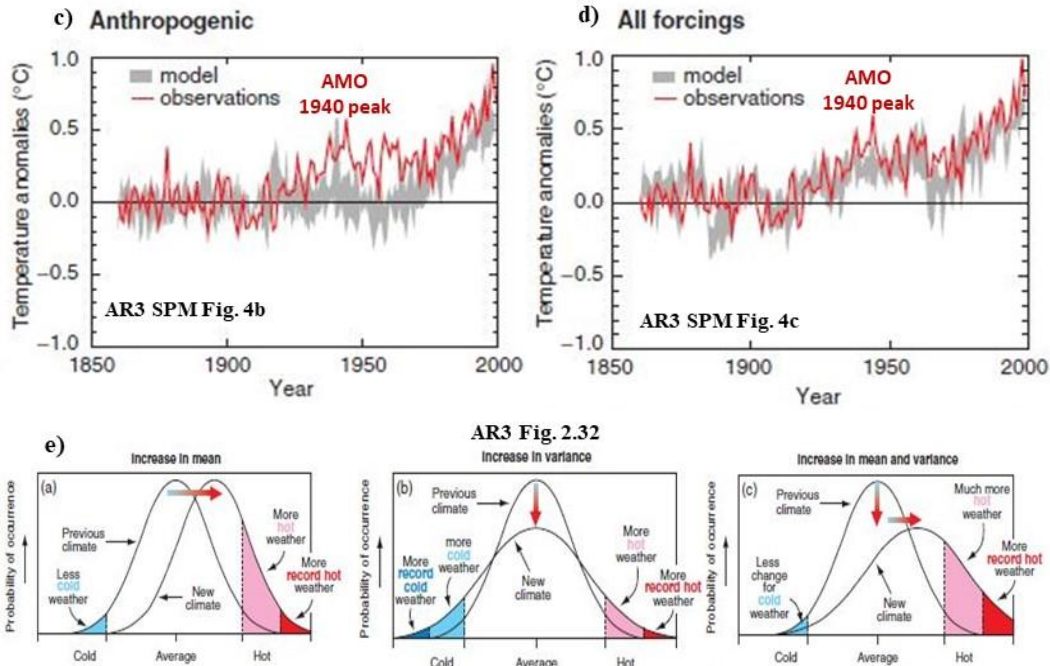 c) Anthropogenic
1.0
0.5
0.0
−0.5
−1.0
Temperature anomalies (°C)
model
observations
AMO
1940 peak
AR3 SPM Fig. 4b
1850
1900
1950
2000
Year
d) All forcings
1.0
0.5
0.0
−0.5
−1.0
Temperature anomalies (°C)
model
observations
AMO
1940 peak
AR3 SPM Fig. 4c
1850
1900
1950
2000
Year
e)
AR3 Fig. 2.32
Increase in mean
(a)
Probability of occurrence
Previous
climate
Less
cold
weather
New
climate
More
hot
weather
More
record hot
weather
Cold
Average
Hot
Increase in variance
(b)
Probability of occurrence
Previous
climate
More
record
cold
weather
more
cold
weather
New
climate
More
hot
weather
More
record hot
weather
Cold
Average
Hot
Increase in mean and variance
(c)
Probability of occurrence
Previous
climate
Less
change
for
cold
weather
New
climate
Much more
hot
weather
More
record hot
weather
Cold
Average
Hot